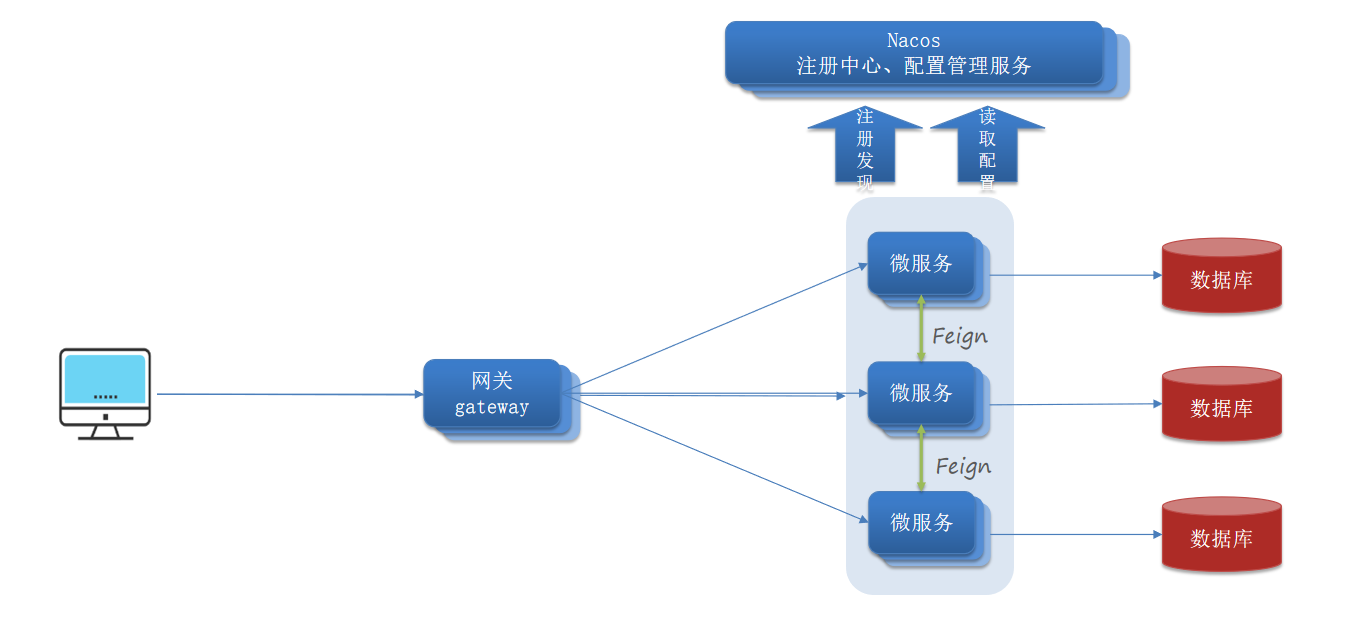 Nacos
注册中心、配置管理服务
注册发现
读取配置
微服务
数据库
Feign
网关
gateway
微服务
数据库
Feign
微服务
数据库